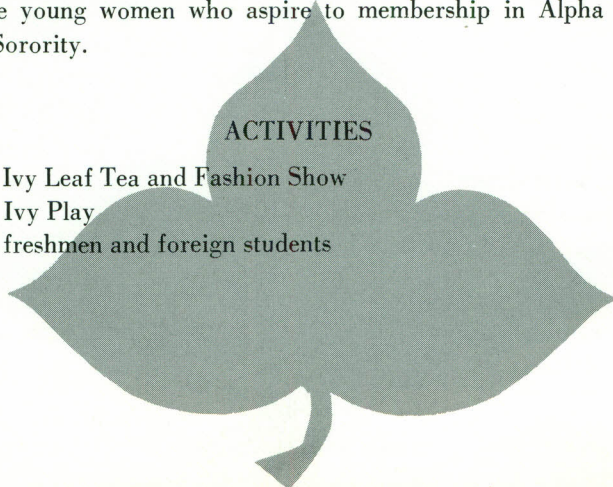 e young women who aspire to membership in Alpha
Sorority.
ACTIVITIES
Ivy Leaf Tea and Fashion Show
Ivy Play
freshmen and foreign students